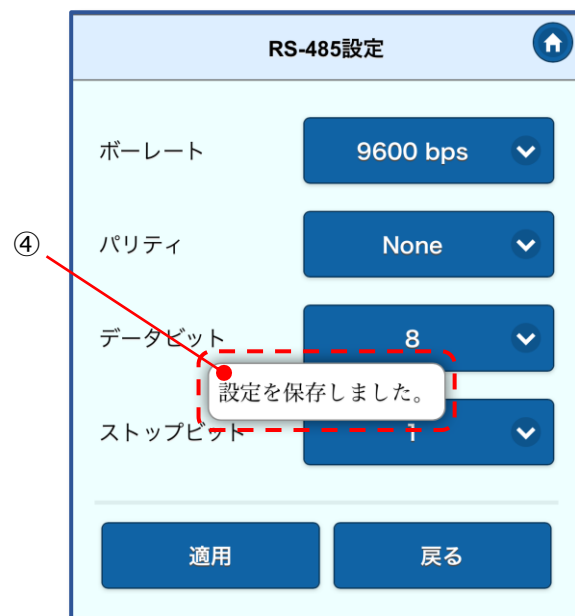 RS-485設定
ボーレート 9600 bps
④
パリティ None
データビット 8
設定を保存しました。
ストップビット 1
適用 戻る